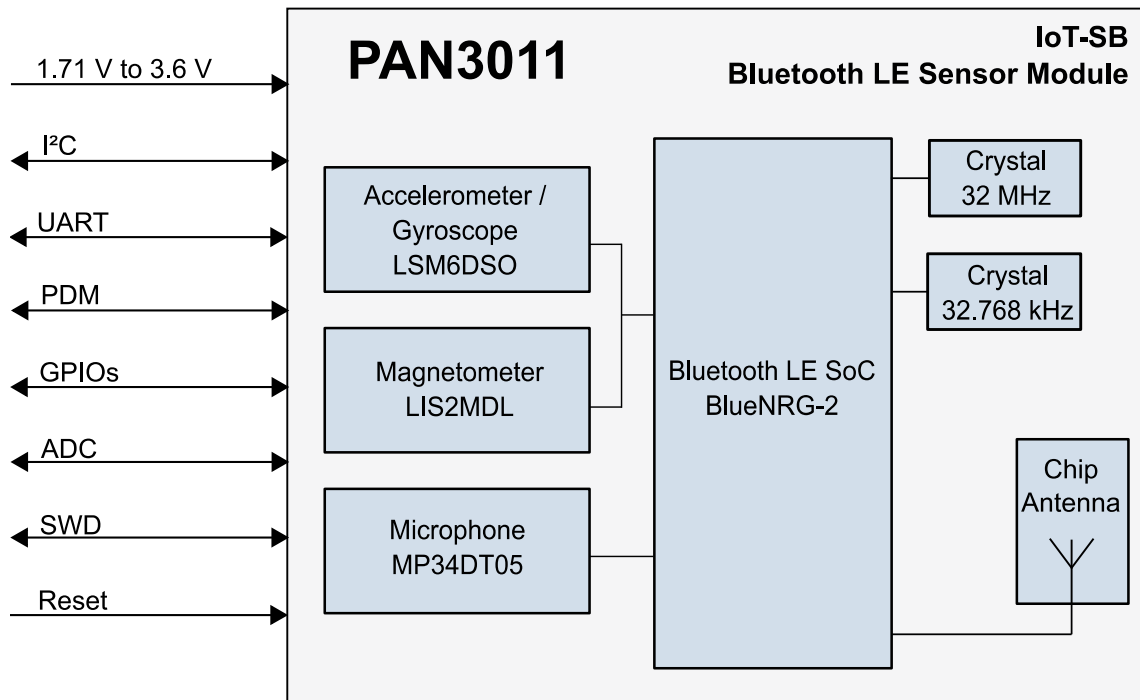 PAN3011
IoT-SB
Bluetooth LE Sensor Module
1.71 V to 3.6 V
I²C
UART
PDM
GPIOs
ADC
SWD
Reset
Accelerometer /
Gyroscope
LSM6DSO
Magnetometer
LIS2MDL
Microphone
MP34DT05
Bluetooth LE SoC
BlueNRG-2
Crystal
32 MHz
Crystal
32.768 kHz
Chip
Antenna